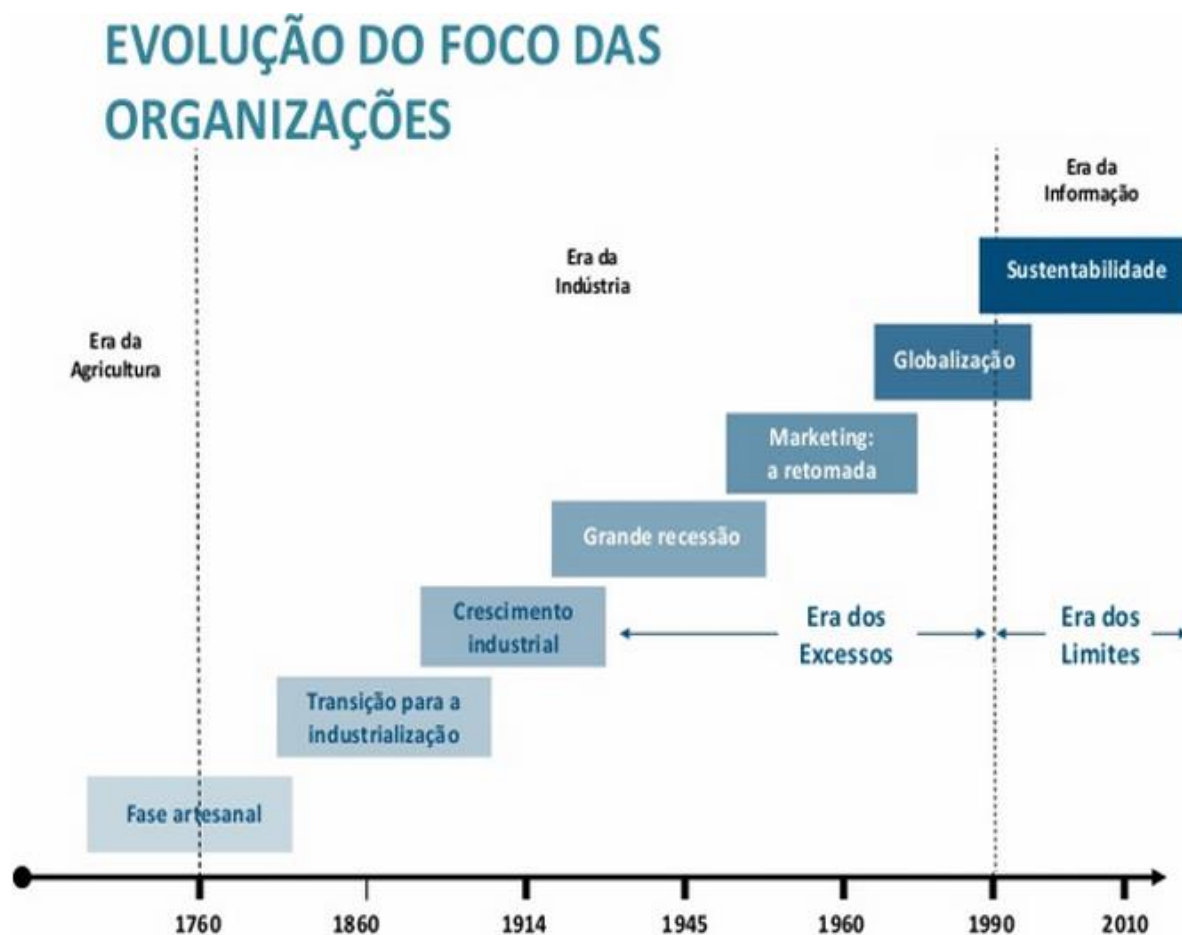 EVOLUÇÃO DO FOCO DAS
ORGANIZAÇÕES
Era da
Informação
Era da
Indústria
Sustentabilidade
Era da
Agricultura
Globalização
Marketing:
a retomada
Grande recessão
Crescimento
industrial
Era dos
Excessos
Era dos
Limites
Transição para a
industrialização
Fase artesanal
1760 1860 1914 1945 1960 1990 2010